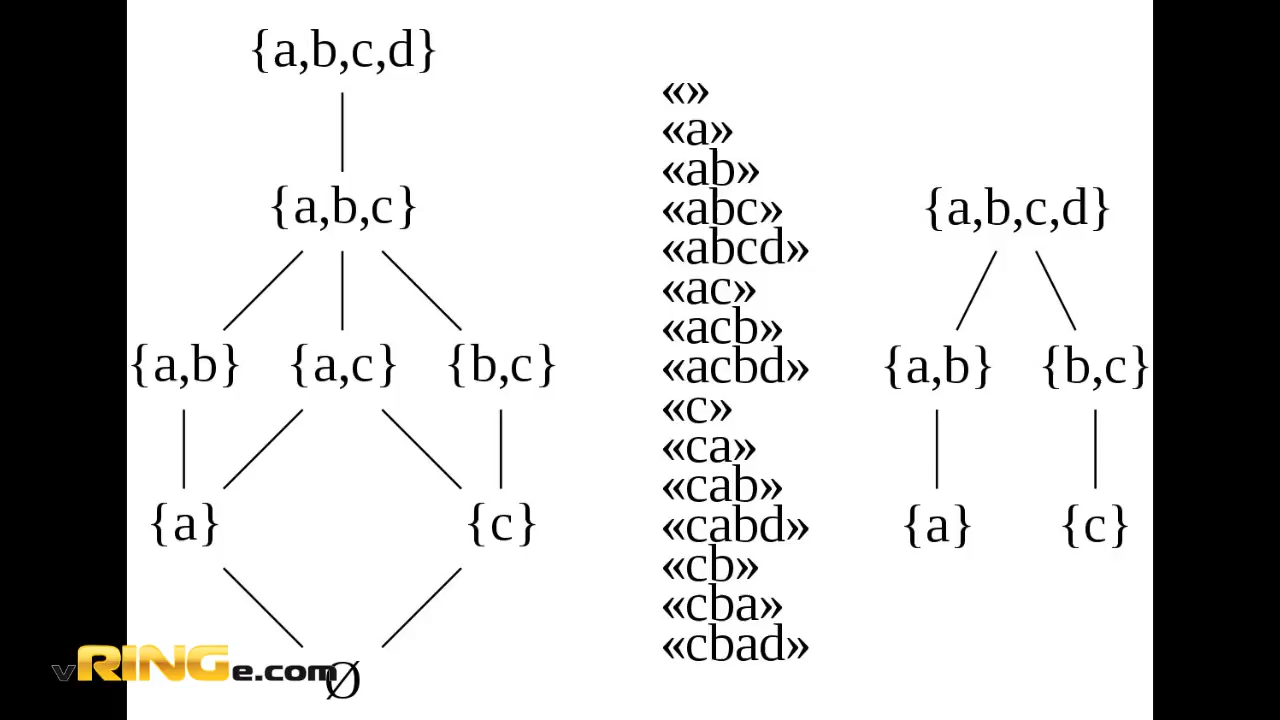 {a,b,c,d}
{a,b,c}
{a,b} {a,c} {b,c}
{a} {c}
Ø
«»
«a»
«ab»
«abc»
«abcd»
«ac»
«acb»
«acbd»
«c»
«ca»
«cab»
«cabd»
«cb»
«cba»
«cbad»
{a,b,c,d}
{a,b} {b,c}
{a} {c}
vRINGe.com